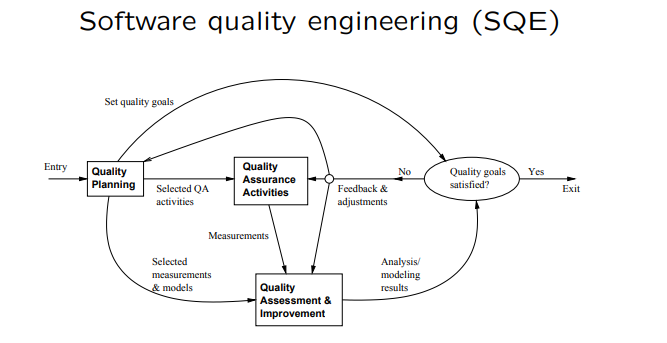 Software quality engineering (SQE)
Set quality goals
Entry
Quality
Planning
Selected QA
activities
Quality
Assurance
Activities
Feedback &
adjustments
No
Quality goals
satisfied?
Yes
Exit
Measurements
Selected
measurements
& models
Quality
Assessment &
Improvement
Analysis/
modeling
results